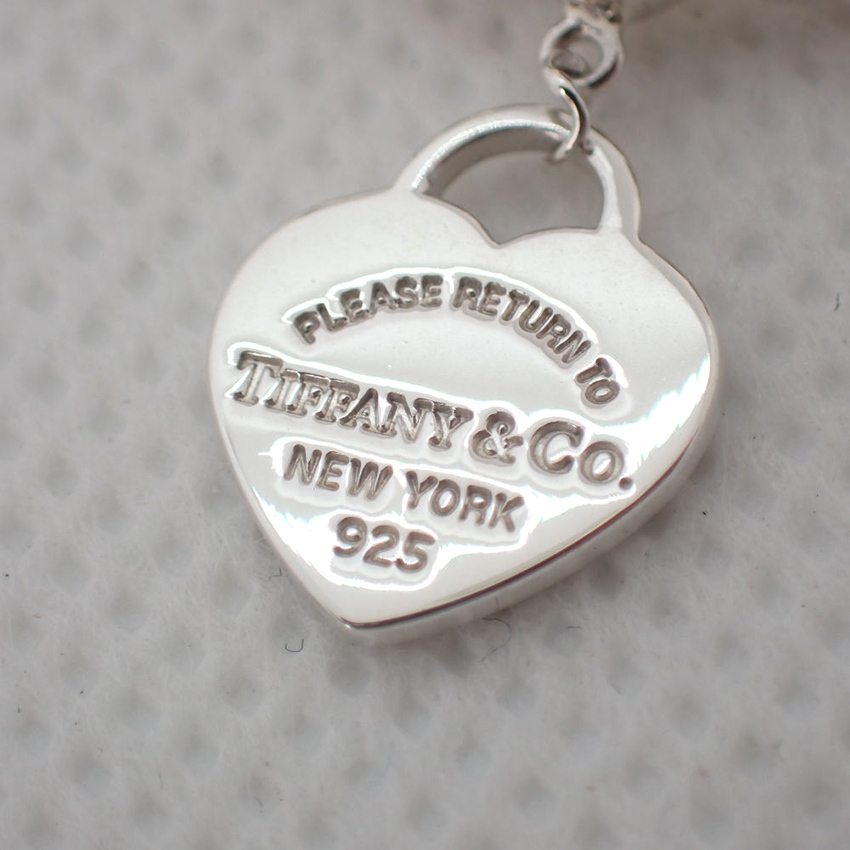 PLEASE RETURN TO
TIFFANY & CO.
NEW YORK
925